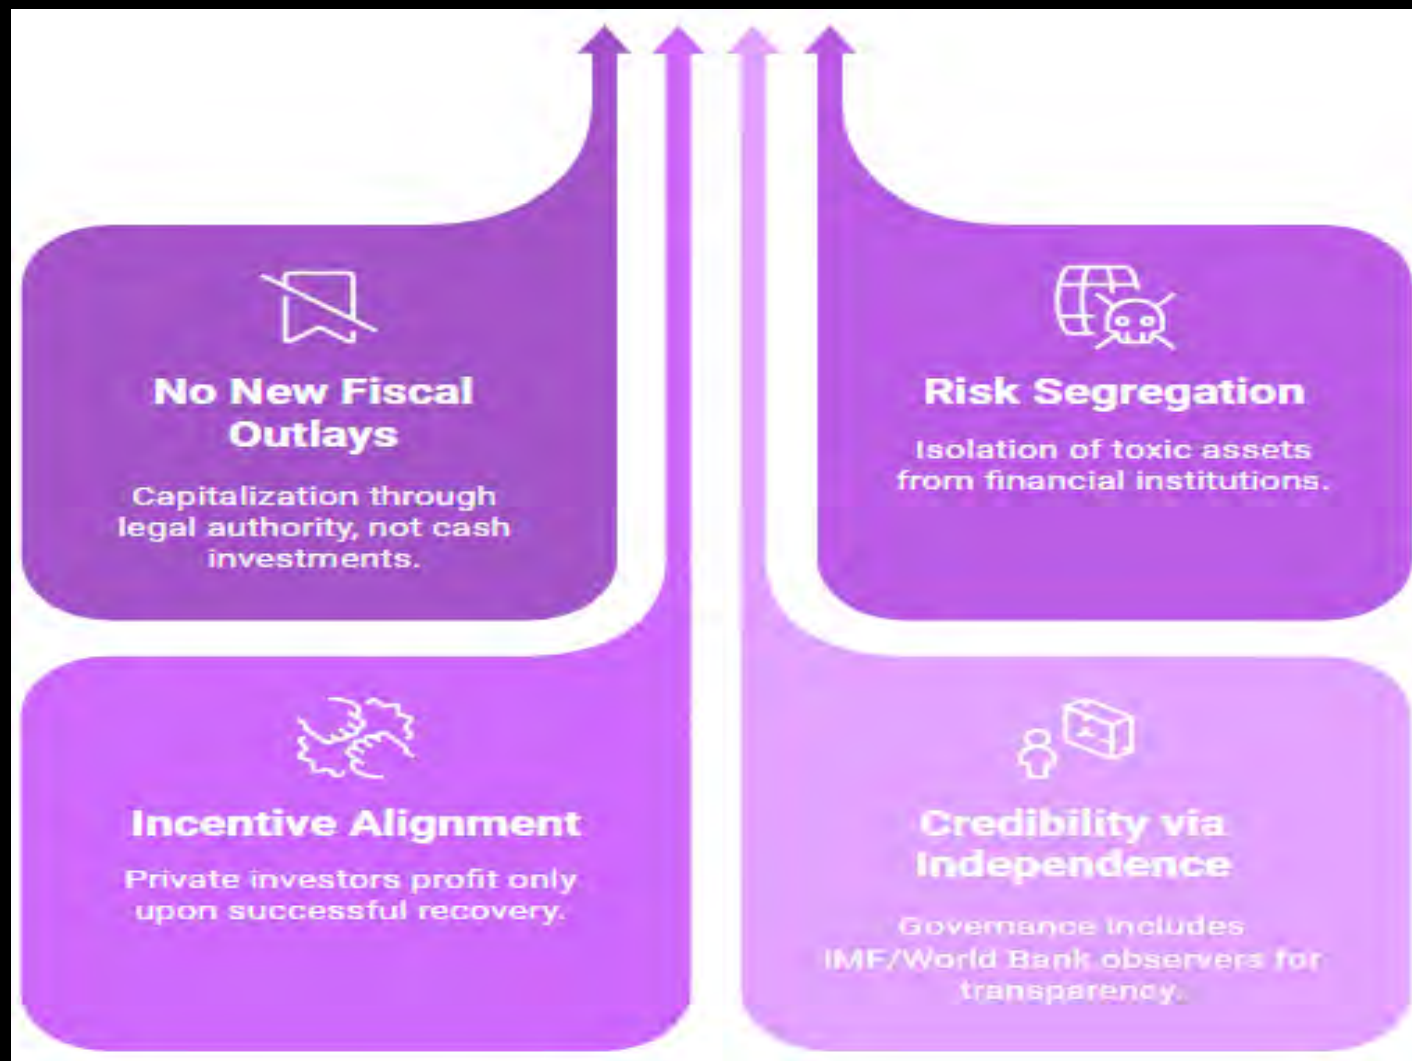 No New Fiscal
Outlays
Capitalization through
legal authority, not cash
investments.
Risk Segregation
Isolation of toxic assets
from financial institutions.
Incentive Alignment
Private investors profit only
upon successful recovery.
Credibility via
Independence
Governance includes
IMF/World Bank observers for
transparency.